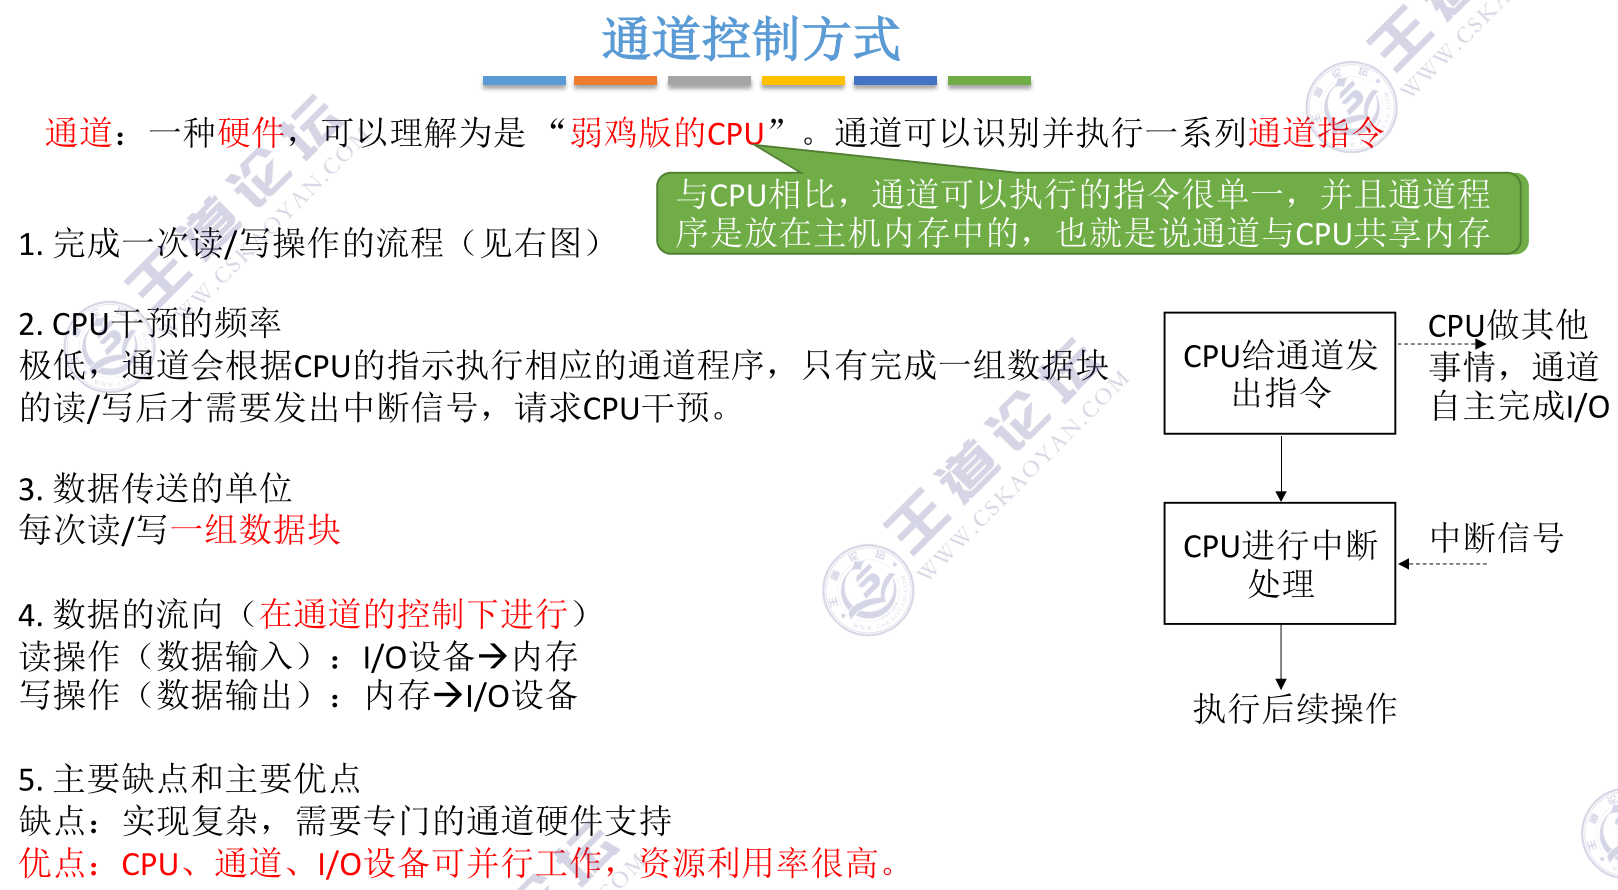 通道控制方式
通道：一种硬件，可以理解为是 “弱鸡版的CPU”。通道可以识别并执行一系列通道指令
与CPU相比，通道可以执行的指令很单一，并且通道程
序是放在主机内存中的，也就是说通道与CPU共享内存
1. 完成一次读/写操作的流程（见右图）
2. CPU干预的频率
极低，通道会根据CPU的指示执行相应的通道程序，只有完成一组数据块
的读/写后才需要发出中断信号，请求CPU干预。
3. 数据传送的单位
每次读/写一组数据块
4. 数据的流向（在通道的控制下进行）
读操作（数据输入）：I/O设备→内存
写操作（数据输出）：内存→I/O设备
5. 主要缺点和主要优点
缺点：实现复杂，需要专门的通道硬件支持
优点：CPU、通道、I/O设备可并行工作，资源利用率很高。
CPU给通道发
出指令
CPU做其他
事情，通道
自主完成I/O
CPU进行中断
处理
中断信号
执行后续操作
王道论坛
WWW.CSKAOYAN.COM
王道论坛
WWW.CSKAOYAN.COM